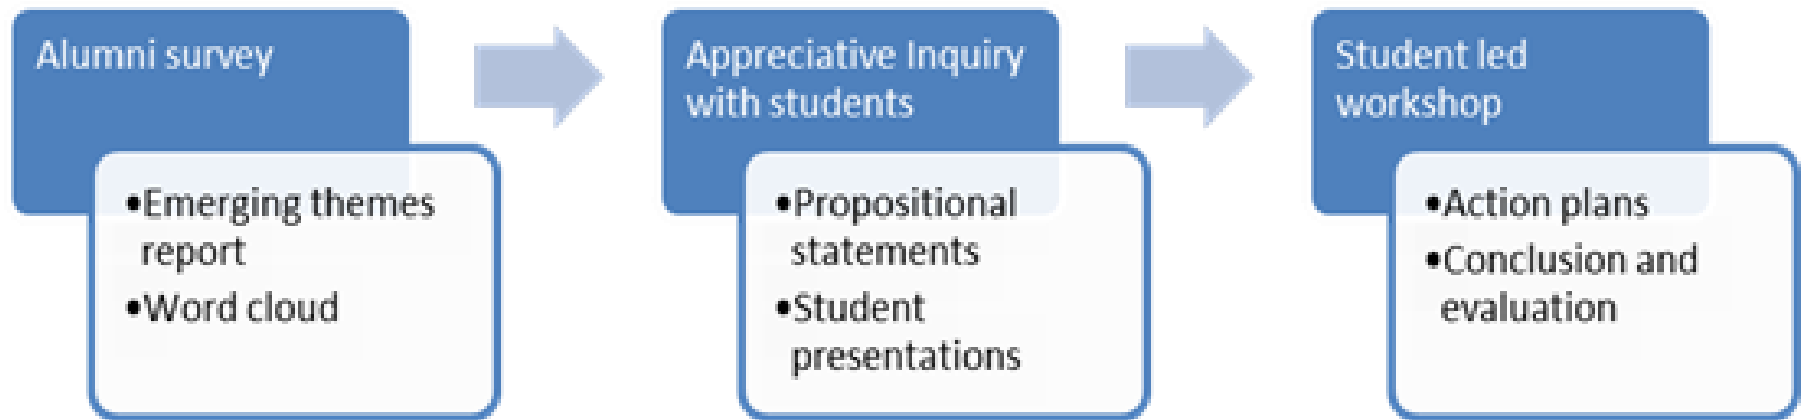 Alumni survey
•Emerging themes
report
•Word cloud
Appreciative Inquiry
with students
•Propositional
statements
•Student
presentations
Student led
workshop
•Action plans
•Conclusion and
evaluation